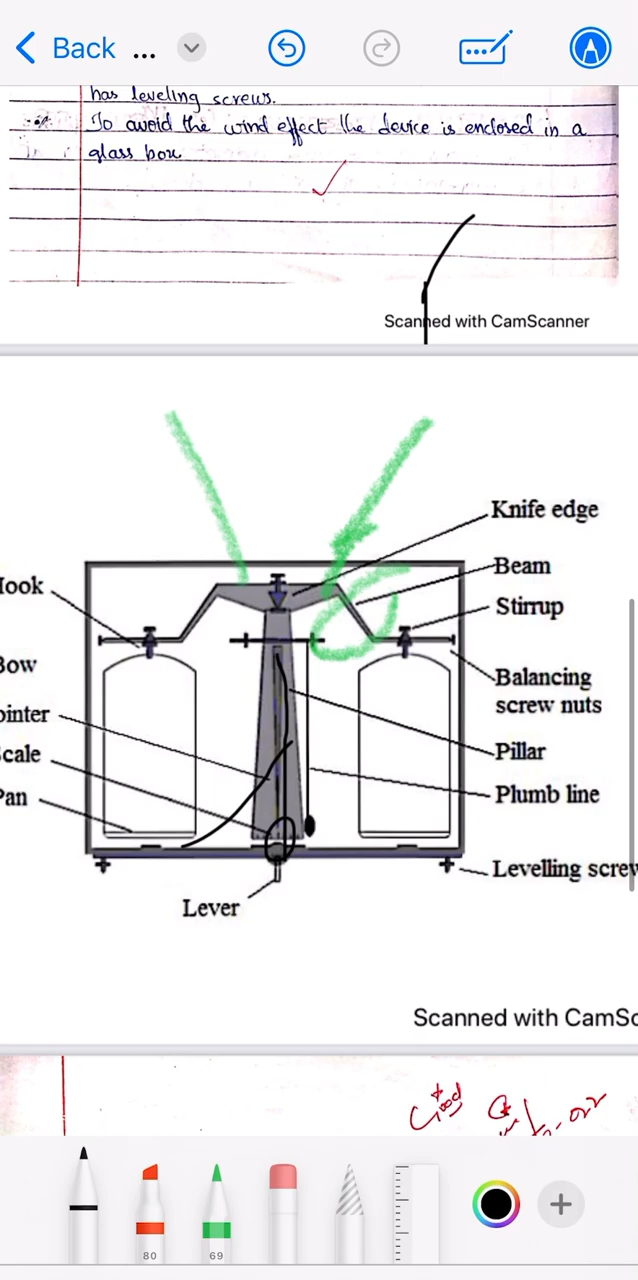 Back ...
has leveling screws.
To avoid the wind effect the device is enclosed in a
glass box
Scanned with CamScanner
Knife edge
Beam
Hook
Stirrup
Bow
Balancing
screw nuts
ointer
Pillar
cale
Plumb line
Pan
Levelling screw
Lever
Scanned with CamSc
Good
80
69